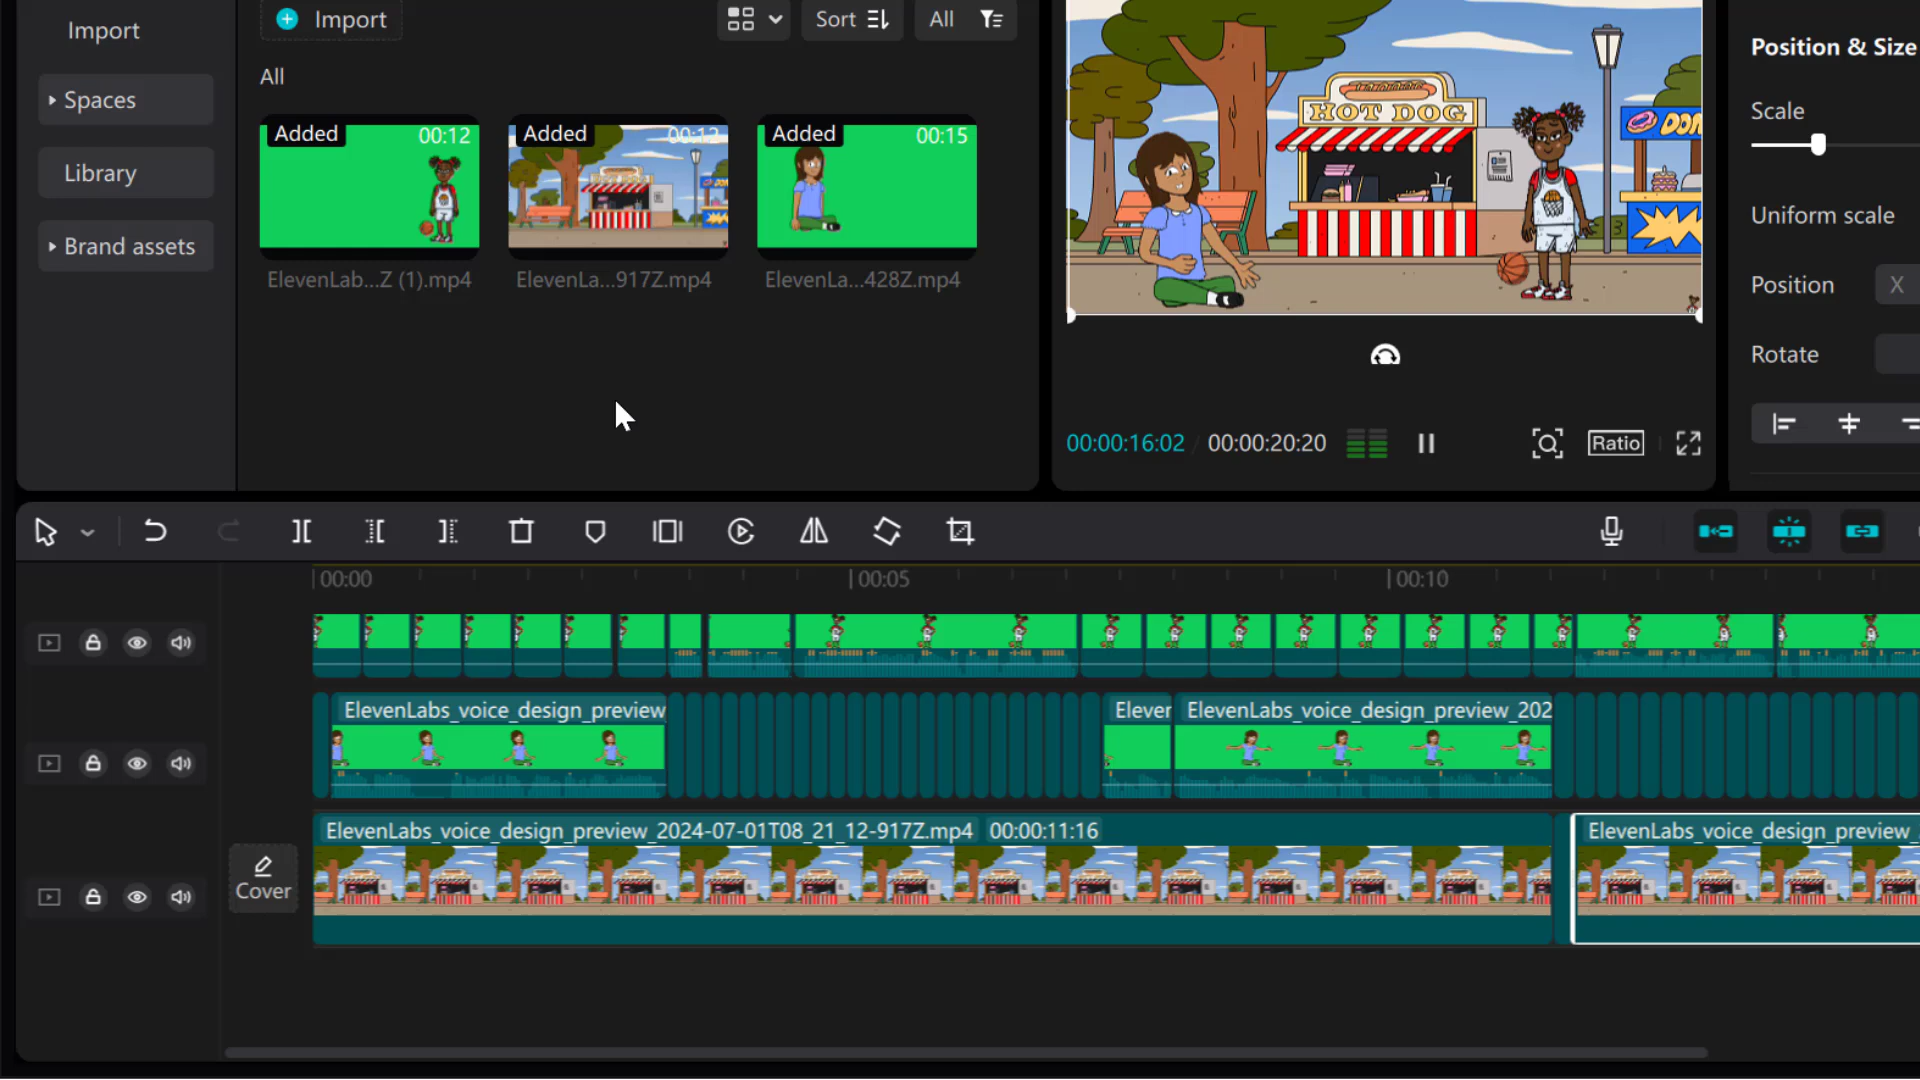 Import
Spaces
Library
Brand assets
Import
Sort
All
All
Added 00:12
Added 00:12
Added 00:15
ElevenLab...Z (1).mp4
ElevenLa...917Z.mp4
ElevenLa...428Z.mp4
HOT DOG
DON
00:00:16:02 / 00:00:20:20
Ratio
Position & Size
Scale
Uniform scale
Position X
Rotate
00:00 00:05 00:10
ElevenLabs_voice_design_preview
Elever
ElevenLabs_voice_design_preview_202
Cover
ElevenLabs_voice_design_preview_2024-07-01T08_21_12-917Z.mp4 00:00:11:16
ElevenLabs_voice_design_preview_